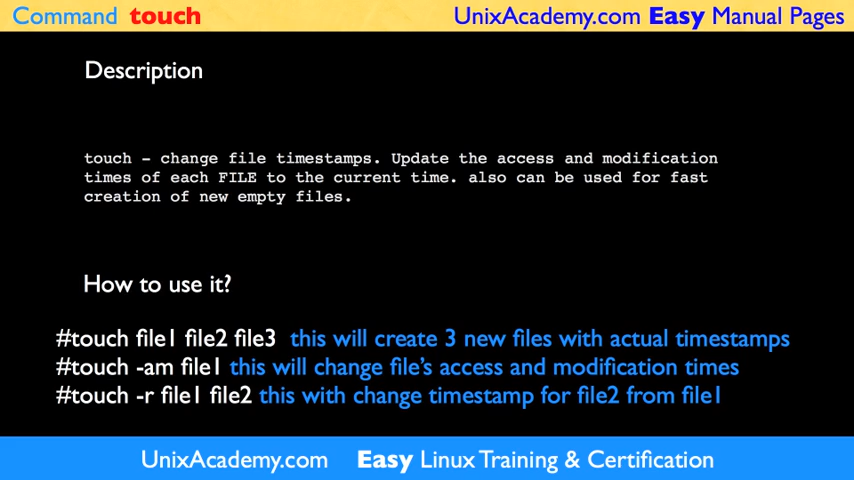 Command touch
UnixAcademy.com Easy Manual Pages
Description
touch - change file timestamps. Update the access and modification
times of each FILE to the current time. also can be used for fast
creation of new empty files.
How to use it?
#touch file1 file2 file3 this will create 3 new files with actual timestamps
#touch -am file1 this will change file's access and modification times
#touch -r file1 file2 this with change timestamp for file2 from file1
UnixAcademy.com Easy Linux Training & Certification